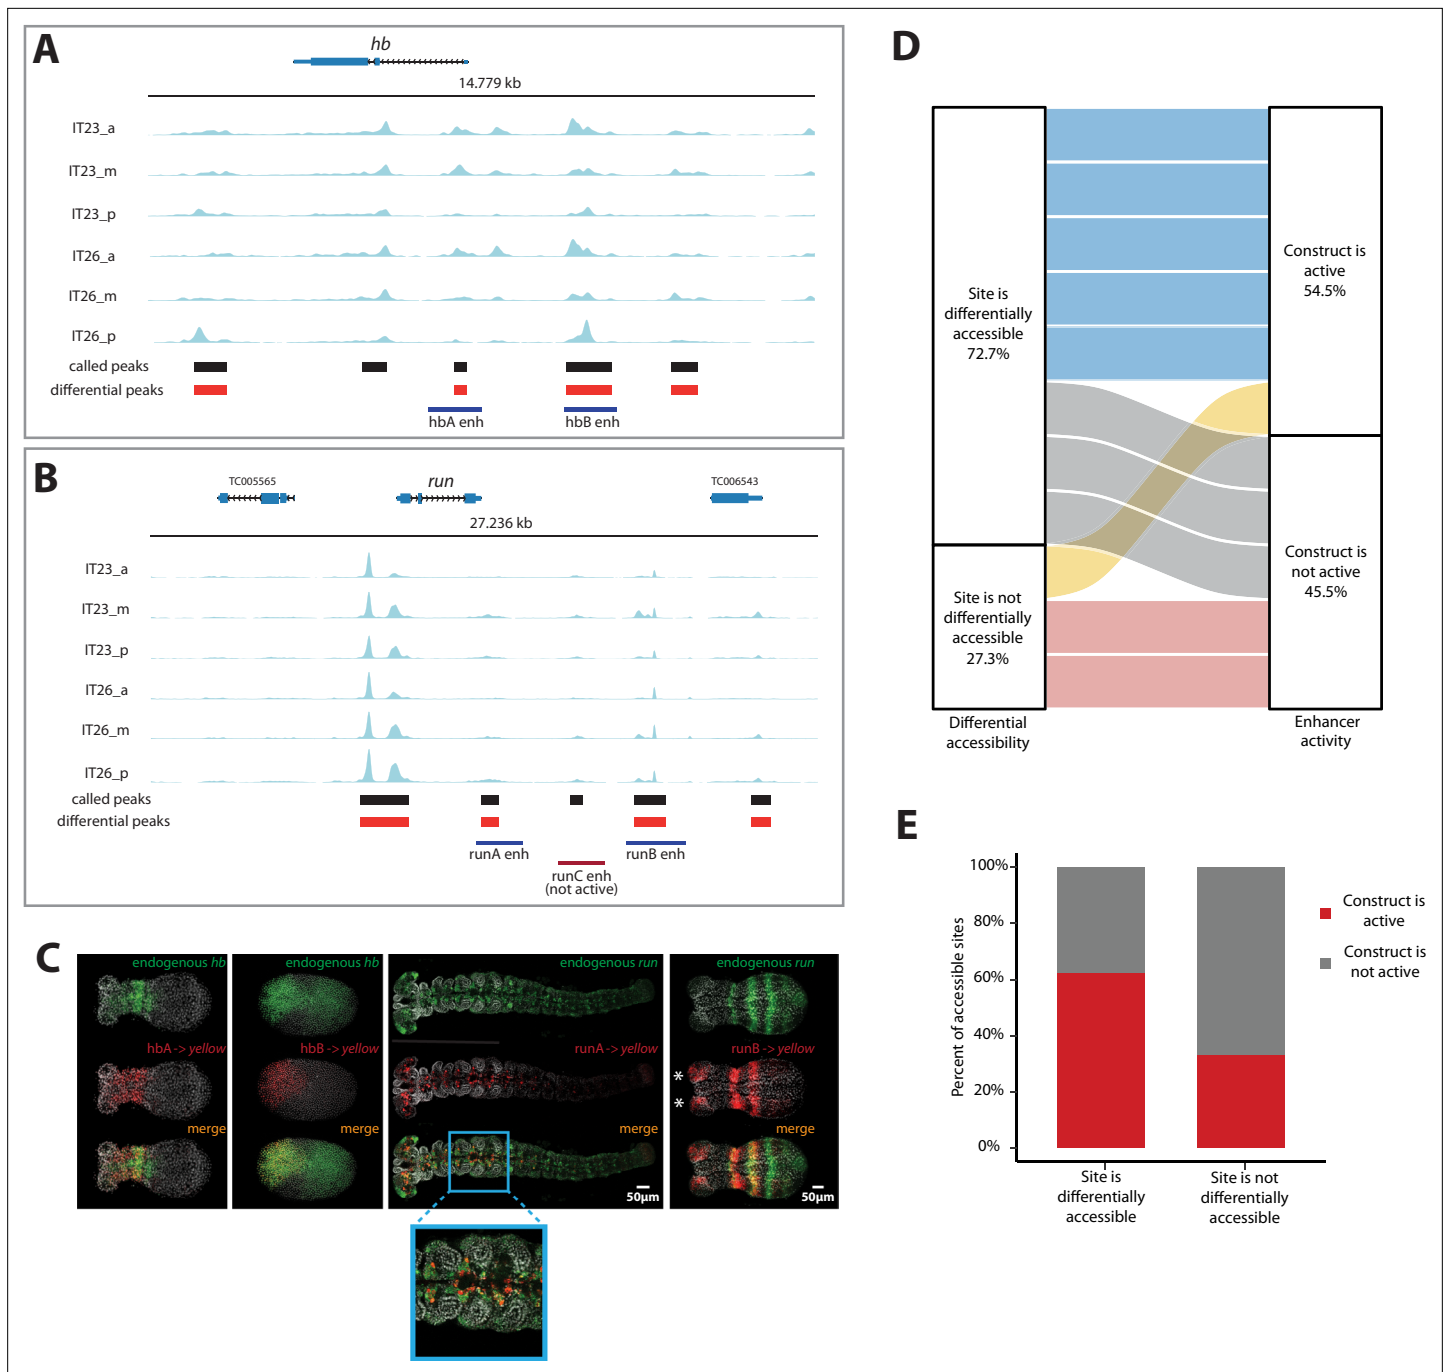 A
hb
14.779 kb
IT23_a
IT23_m
IT23_p
IT26_a
IT26_m
IT26_p
called peaks
differential peaks
hbA enh
hbB enh
B
TC005565
run
TC006543
27.236 kb
IT23_a
IT23_m
IT23_p
IT26_a
IT26_m
IT26_p
called peaks
differential peaks
runA enh
runB enh
runC enh
(not active)
C
endogenous hb
endogenous hb
endogenous run
endogenous run
hbA -> yellow
hbB -> yellow
runA -> yellow
runB -> yellow
*
*
merge
merge
merge
merge
50μm
50μm
D
Site is
differentially
accessible
72.7%
Site is not
differentially
accessible
27.3%
Construct is
active
54.5%
Construct is
not active
45.5%
Differential
accessibility
Enhancer
activity
E
Percent of accessible sites
100%
80%
60%
40%
20%
0%
Site is
differentially
accessible
Site is not
differentially
accessible
Construct is
active
Construct is
not active